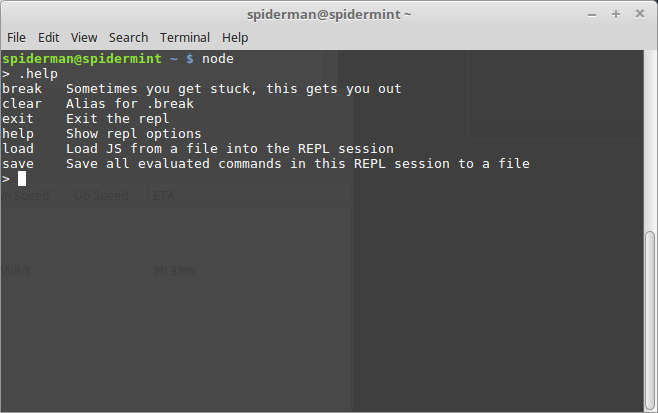 spiderman@spidermint ~
File Edit View Search Terminal Help
spiderman@spidermint ~ $ node
> .help
break   Sometimes you get stuck, this gets you out
clear   Alias for .break
exit    Exit the repl
help    Show repl options
load    Load JS from a file into the REPL session
save    Save all evaluated commands in this REPL session to a file
>
Speed Up Speed ETA
MiB/s 9h 39m